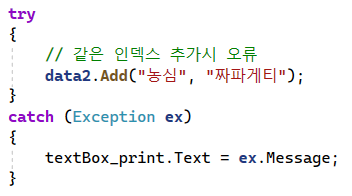 try
{
// 같은 인덱스 추가시 오류
data2.Add("농심", "짜파게티");
}
catch (Exception ex)
{
textBox_print.Text = ex.Message;
}